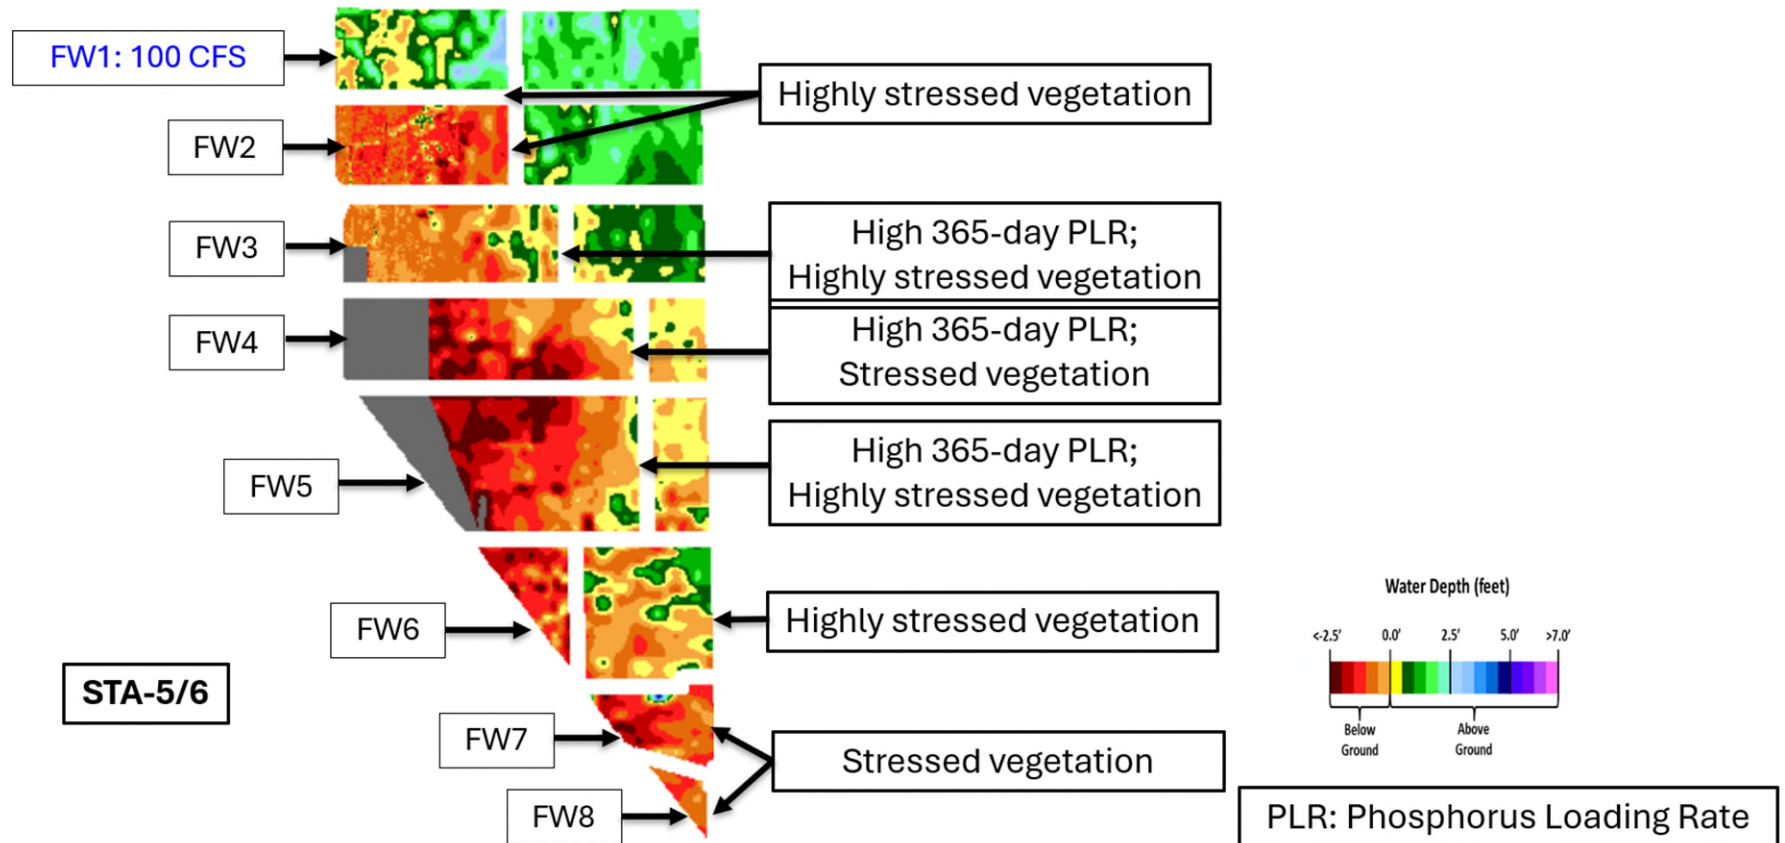 FW1: 100 CFS
Highly stressed vegetation
FW2
FW3
High 365-day PLR;
Highly stressed vegetation
FW4
High 365-day PLR;
Stressed vegetation
FW5
High 365-day PLR;
Highly stressed vegetation
FW6
Highly stressed vegetation
STA-5/6
FW7
Stressed vegetation
FW8
Water Depth (feet)
<-2.5' 0.0' 2.5' 5.0' >7.0'
Below
Ground
Above
Ground
PLR: Phosphorus Loading Rate